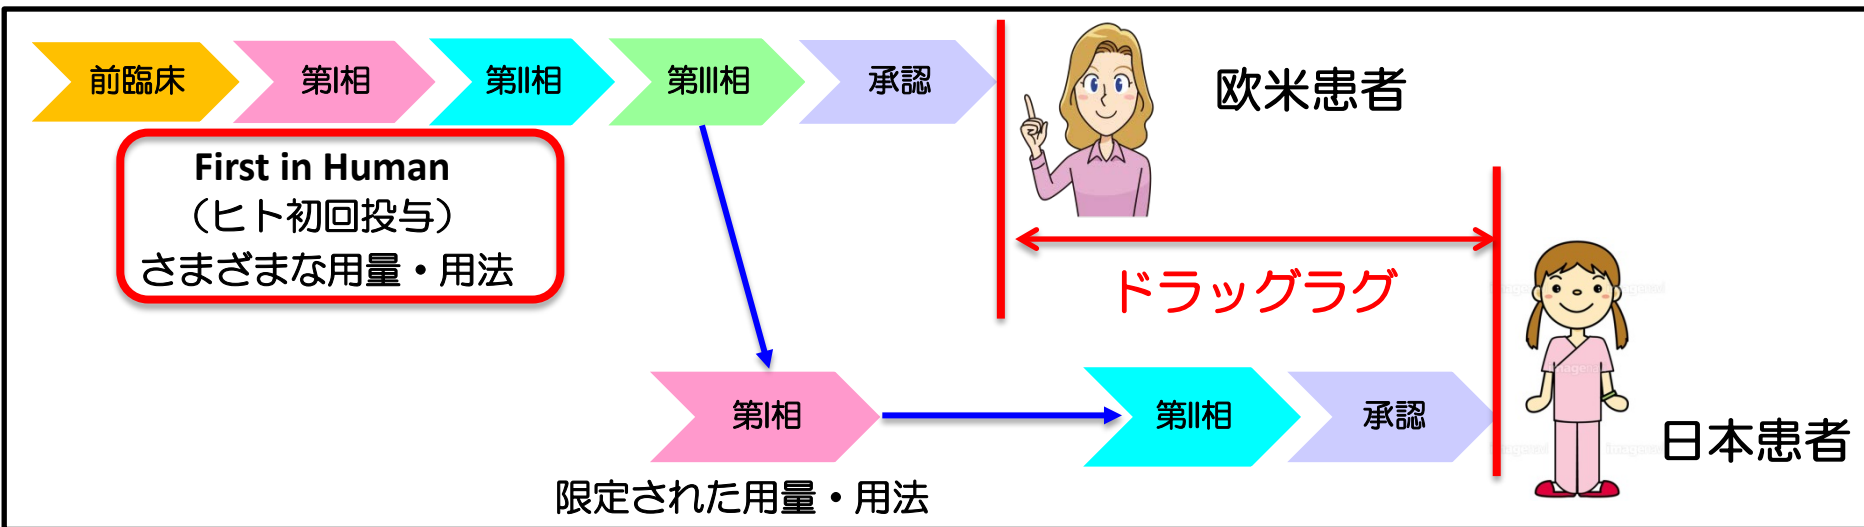 前臨床
第I相
第II相
第III相
承認
欧米患者
First in Human
（ヒト初回投与）
さまざまな用量・用法
ドラッグラグ
第I相
第II相
承認
日本患者
限定された用量・用法